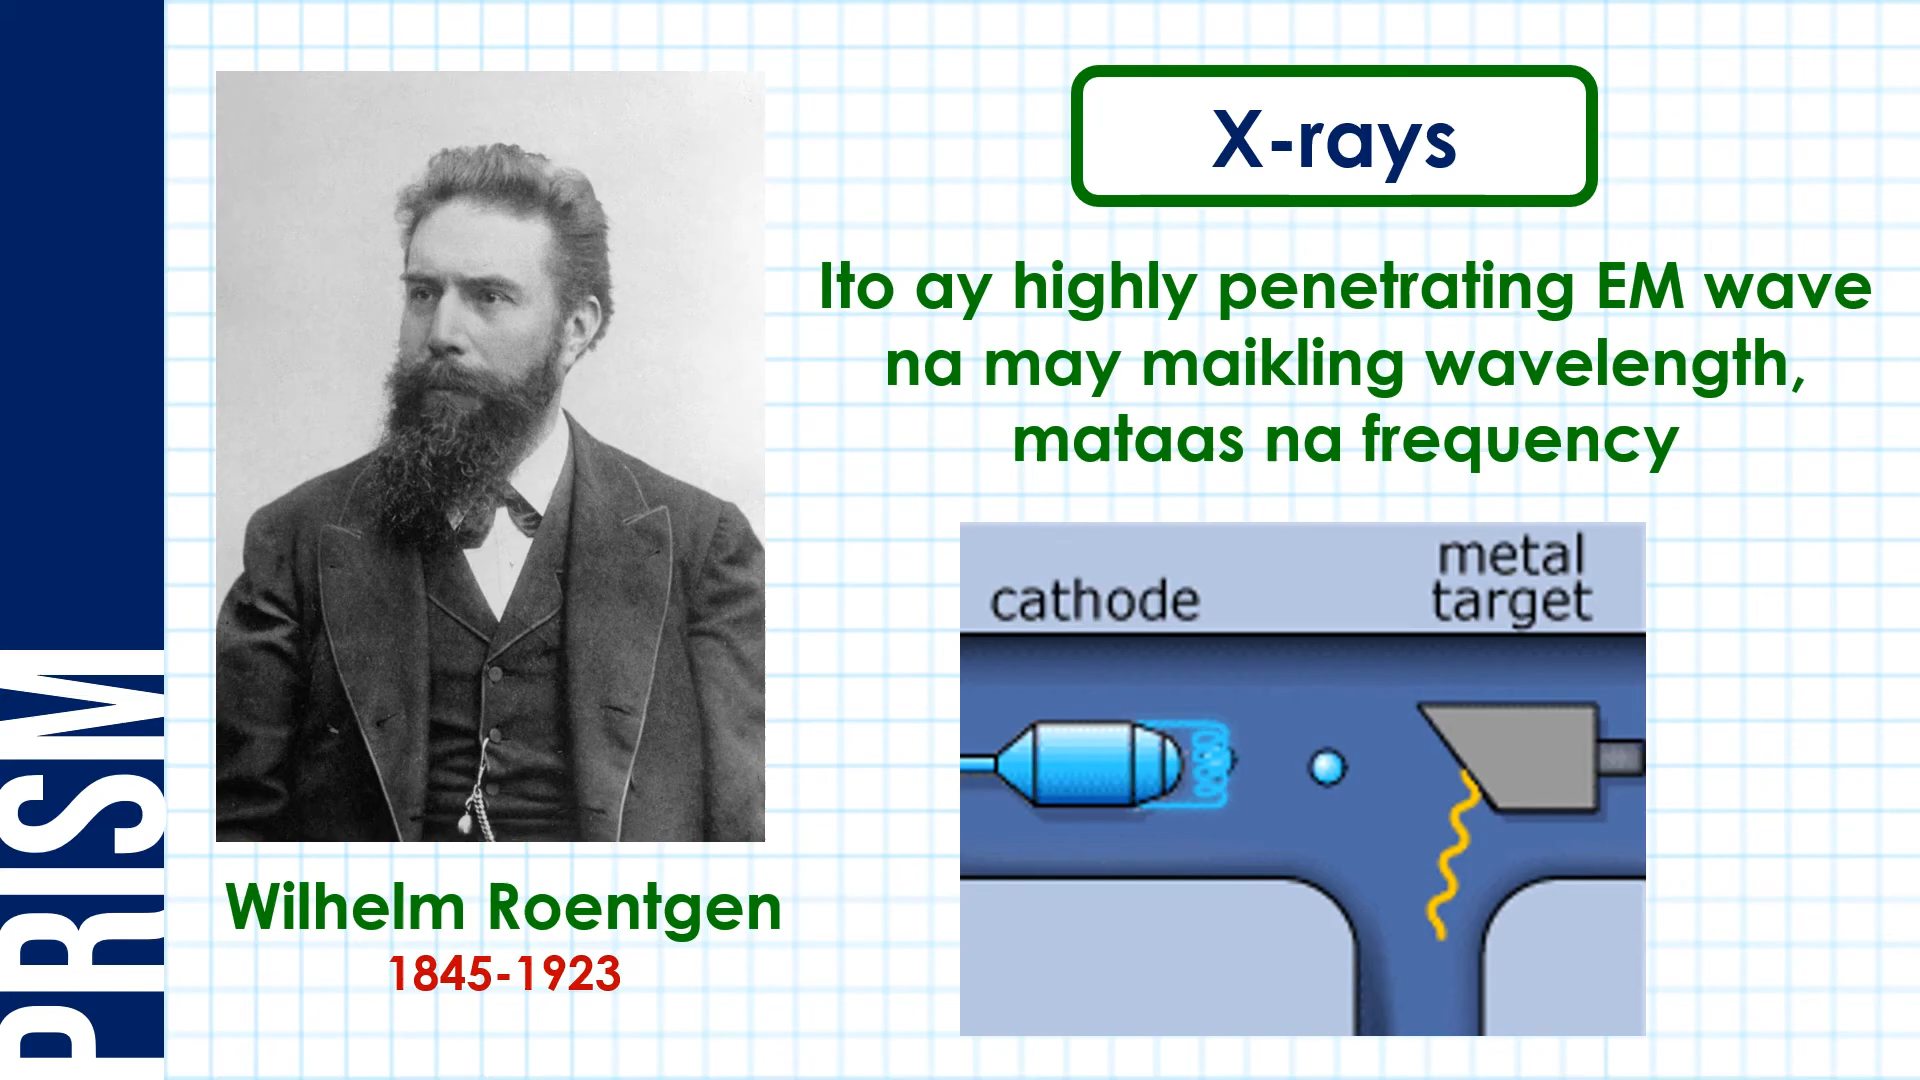 PRISM
X-rays
Ito ay highly penetrating EM wave
na may maikling wavelength,
mataas na frequency
cathode
metal
target
Wilhelm Roentgen
1845-1923